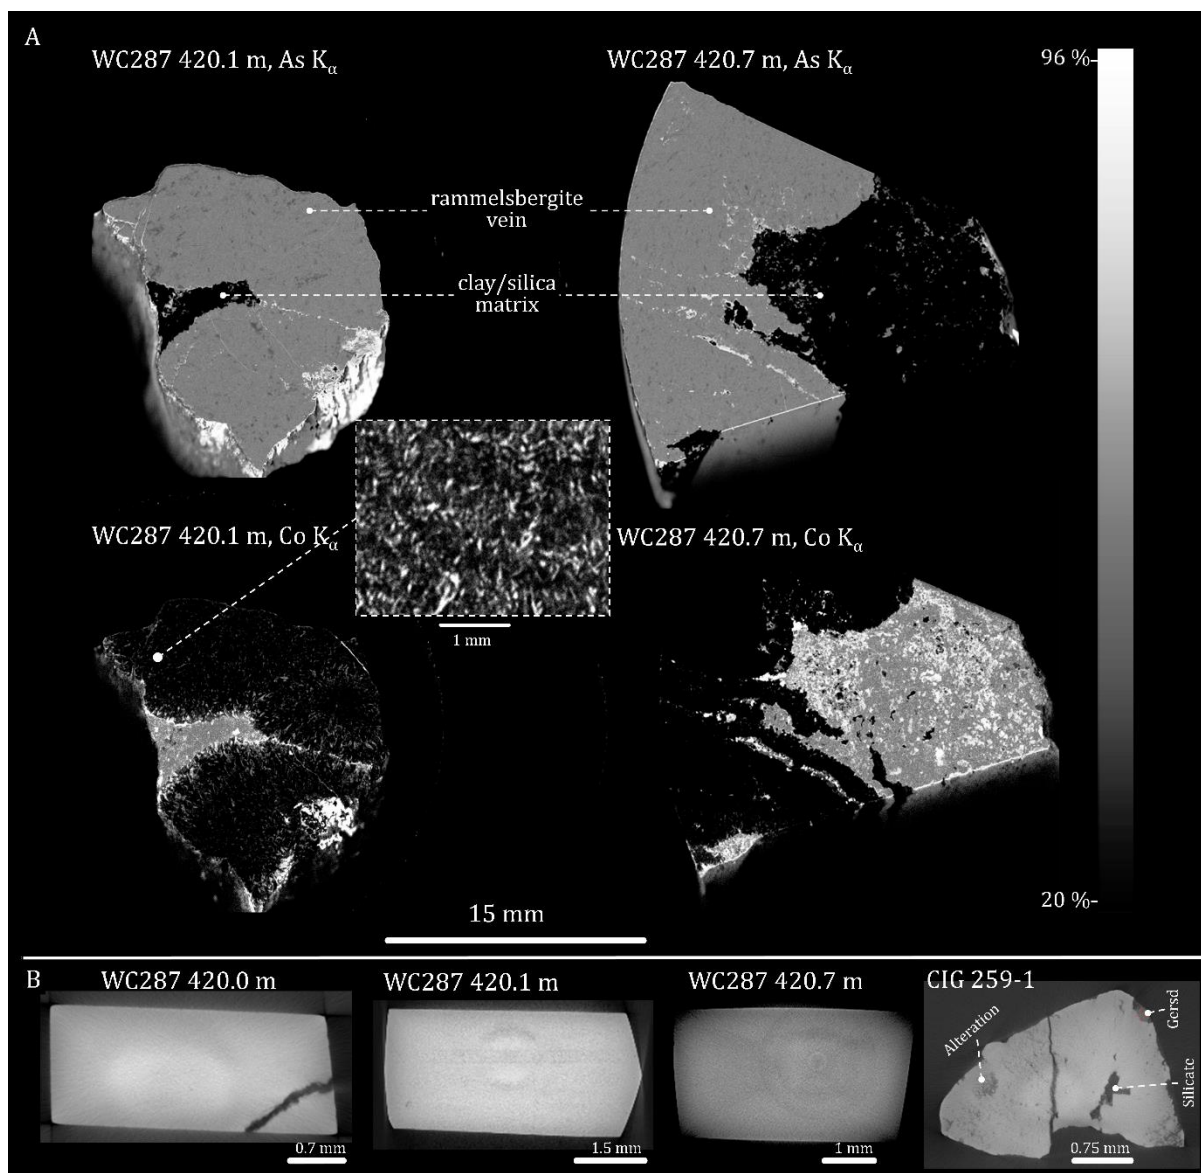 A
WC287 420.1 m, As Kα
WC287 420.7 m, As Kα
96 %
rammelsbergite
vein
clay/silica
matrix
WC287 420.1 m, Co Kα
WC287 420.7 m, Co Kα
1 mm
20 %
15 mm
B
WC287 420.0 m
WC287 420.1 m
WC287 420.7 m
CIG 259-1
Alteration
Gersd
Silicate
0.7 mm
1.5 mm
1 mm
0.75 mm